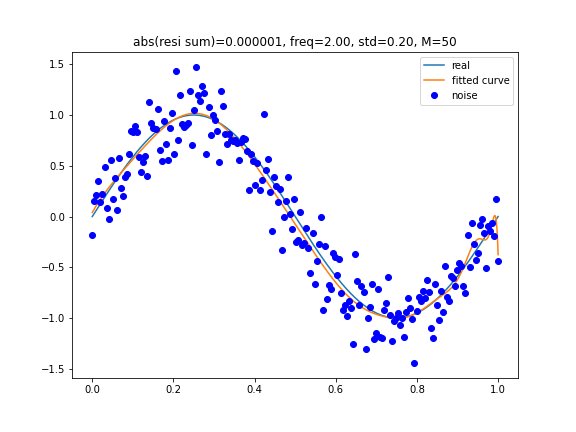 abs(resi sum)=0.000001, freq=2.00, std=0.20, M=50
1.5
1.0
0.5
0.0
−0.5
−1.0
−1.5
real
fitted curve
noise
0.0 0.2 0.4 0.6 0.8 1.0